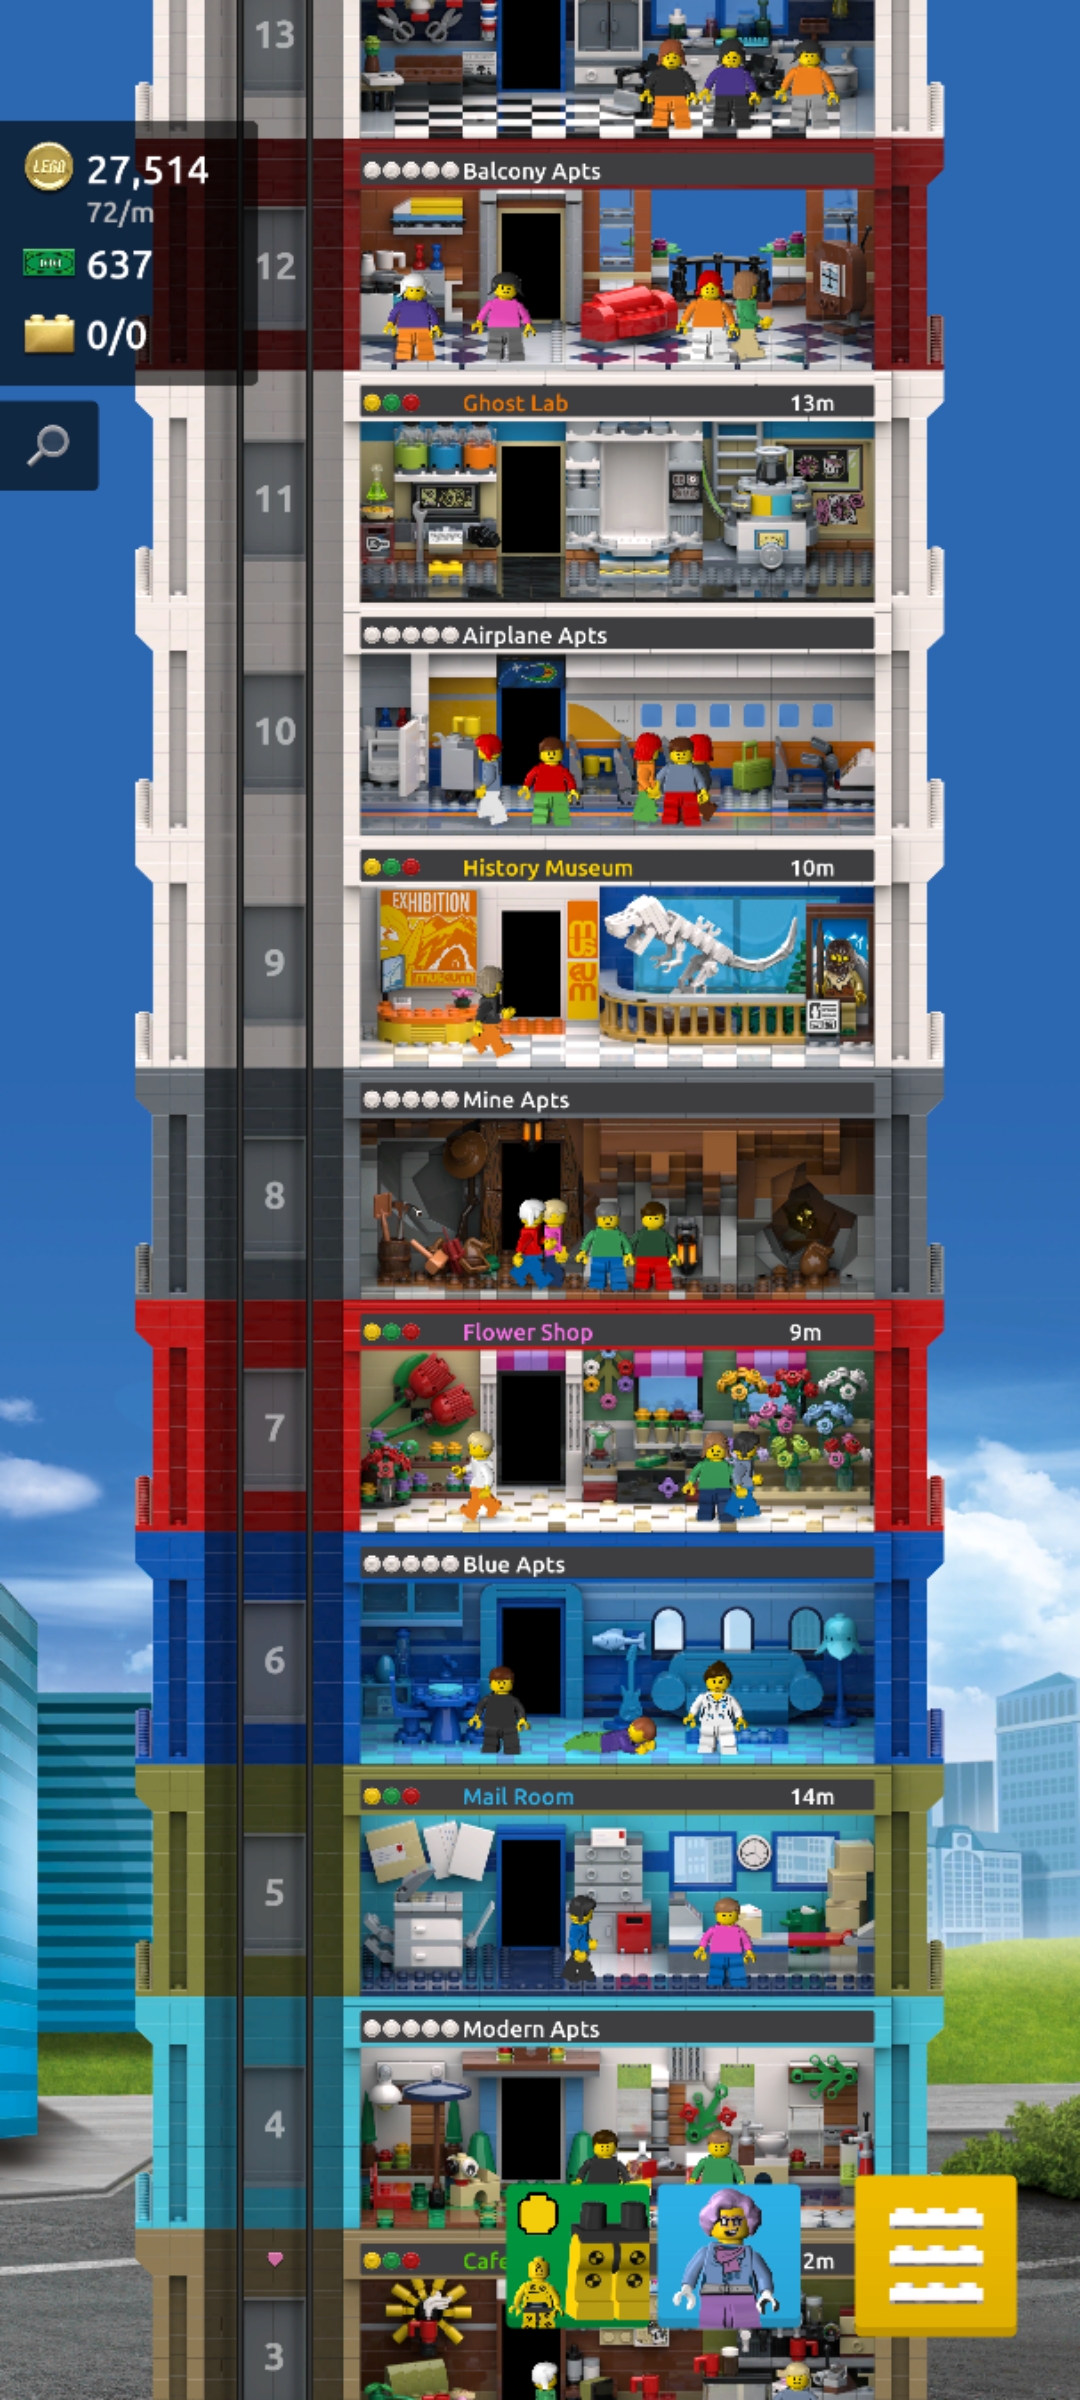 13
LEGO
27,514
72/m
637
0/0
Balcony Apts
12
Ghost Lab 13m
11
Airplane Apts
10
History Museum 10m
EXHIBITION
museum
mus
eum
9
Mine Apts
8
Flower Shop 9m
7
Blue Apts
6
Mail Room 14m
5
Modern Apts
4
Cafe
2m
3